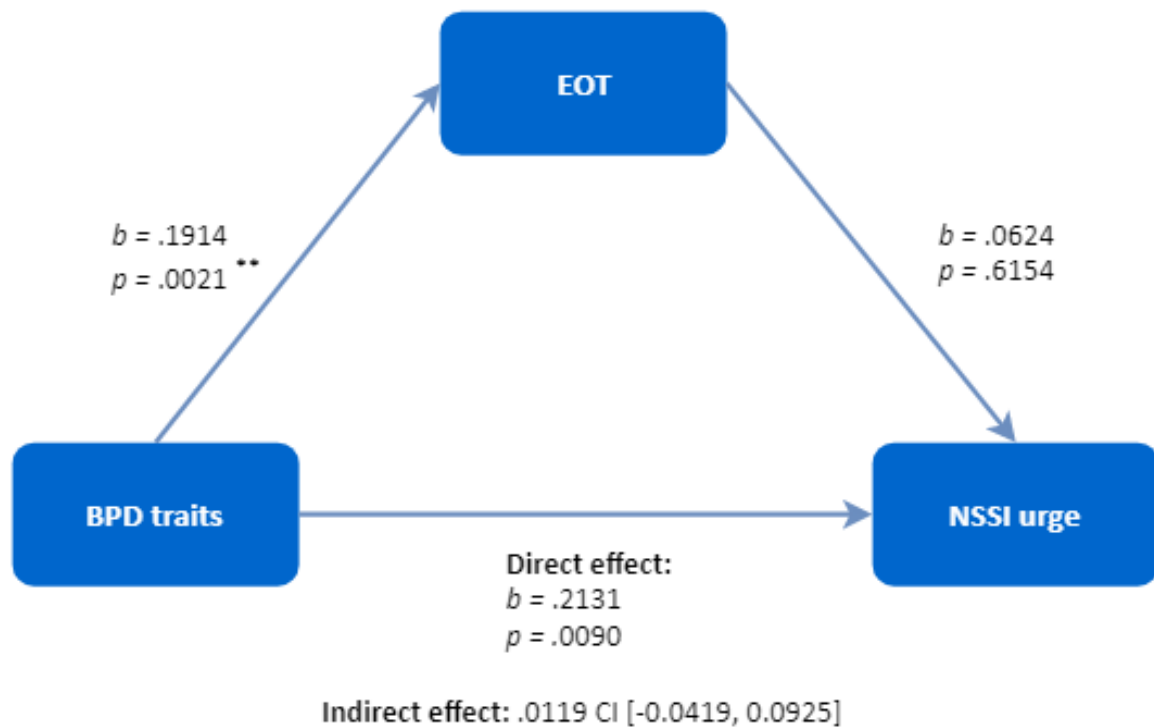 EOT
b = .1914
p = .0021 **
b = .0624
p = .6154
BPD traits
NSSI urge
Direct effect:
b = .2131
p = .0090
Indirect effect: .0119 CI [-0.0419, 0.0925]